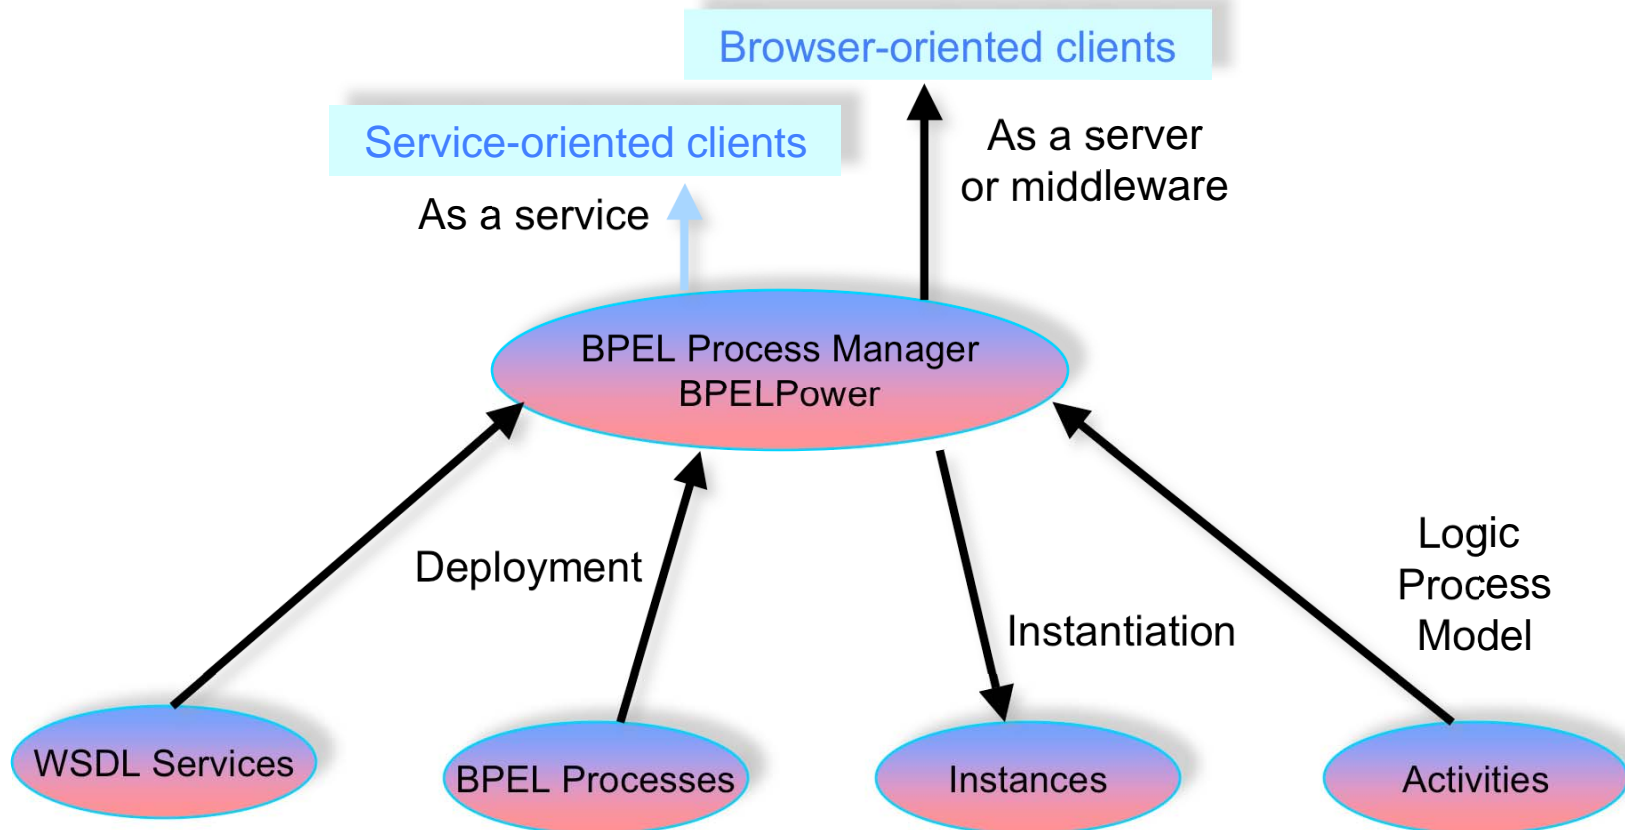 Browser-oriented clients
Service-oriented clients
As a server
or middleware
As a service
BPEL Process Manager
BPELPower
Deployment
Logic
Process
Model
Instantiation
WSDL Services
BPEL Processes
Instances
Activities